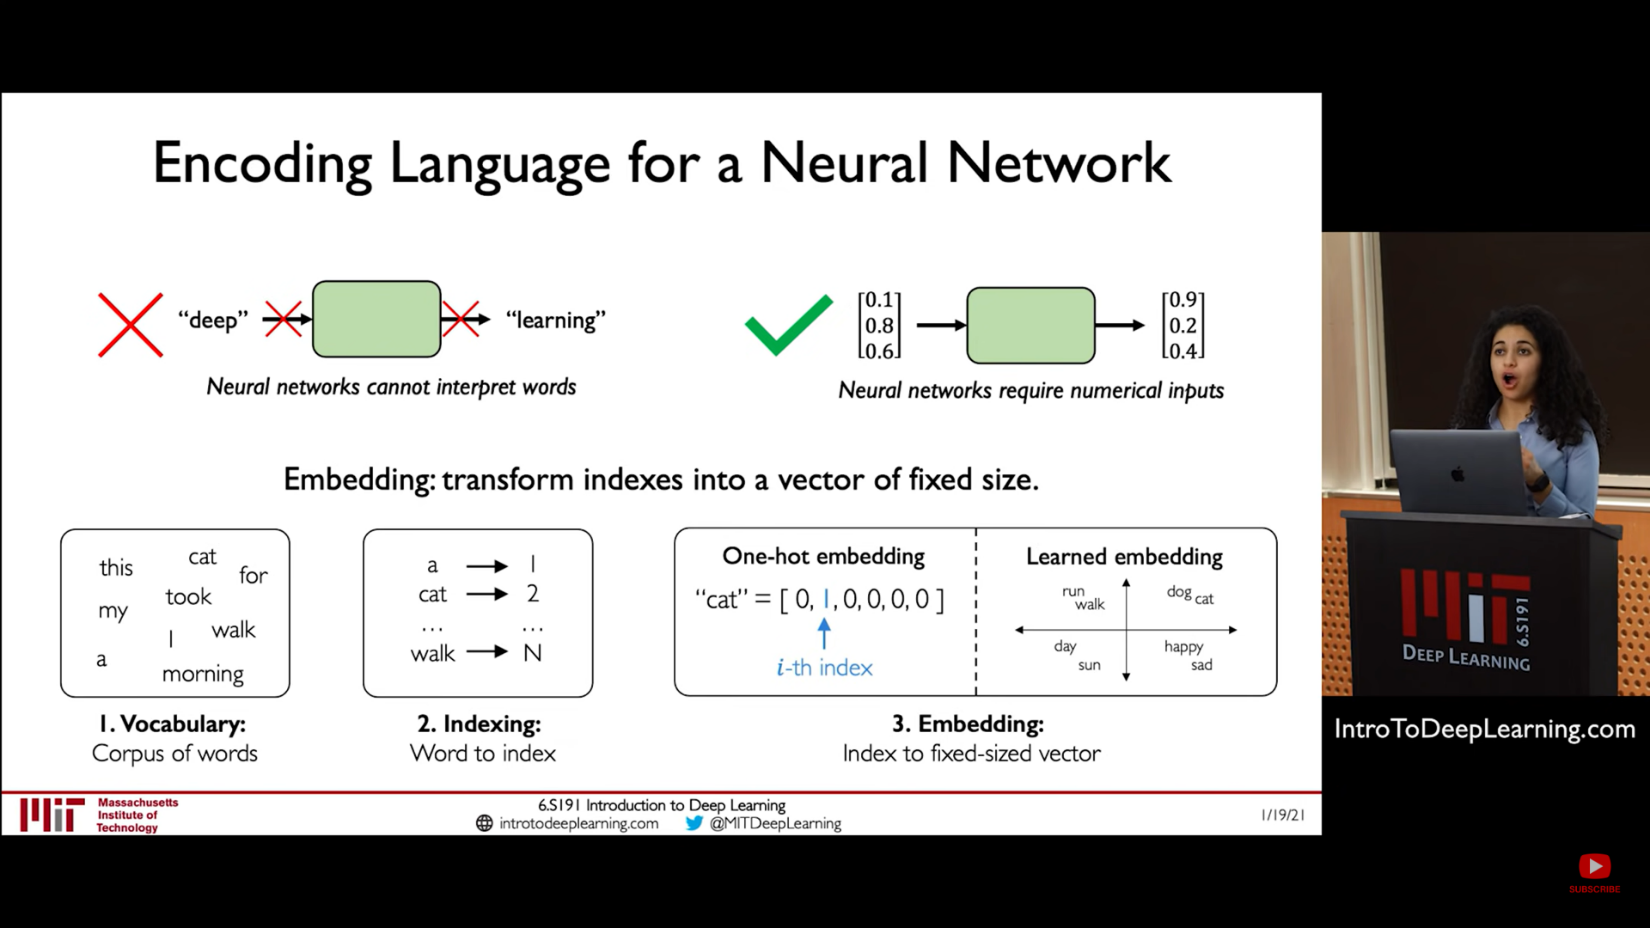 Encoding Language for a Neural Network
“deep”
“learning”
Neural networks cannot interpret words
[0.1]
[0.8]
[0.6]
[0.9]
[0.2]
[0.4]
Neural networks require numerical inputs
Embedding: transform indexes into a vector of fixed size.
this
cat
for
took
my
I
walk
a
morning
1. Vocabulary:
Corpus of words
a → 1
cat → 2
... ...
walk → N
2. Indexing:
Word to index
One-hot embedding
“cat” = [ 0, 1, 0, 0, 0, 0 ]
i-th index
Learned embedding
run
walk
dog
cat
day
sun
happy
sad
3. Embedding:
Index to fixed-sized vector
MIT
Massachusetts
Institute of
Technology
6.S191 Introduction to Deep Learning
introtodeeplearning.com @MITDeepLearning
1/19/21
MIT
6.S191
DEEP LEARNING
IntroToDeepLearning.com
SUBSCRIBE